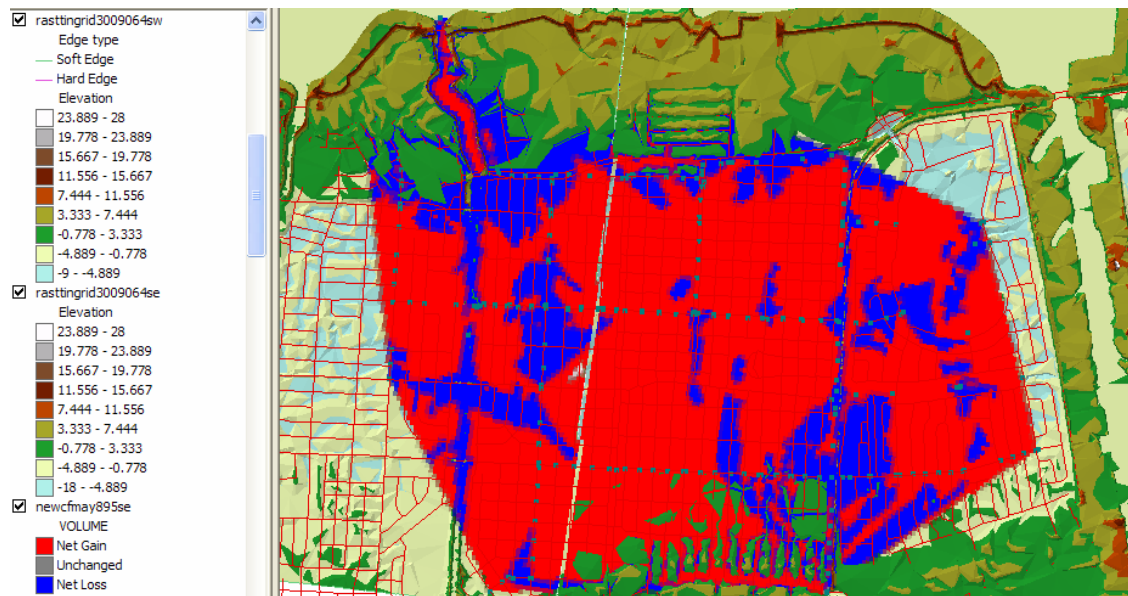 rasttingrid3009064sw
Edge type
Soft Edge
Hard Edge
Elevation
23.889 - 28
19.778 - 23.889
15.667 - 19.778
11.556 - 15.667
7.444 - 11.556
3.333 - 7.444
-0.778 - 3.333
-4.889 - -0.778
-9 - -4.889
rasttingrid3009064se
Elevation
23.889 - 28
19.778 - 23.889
15.667 - 19.778
11.556 - 15.667
7.444 - 11.556
3.333 - 7.444
-0.778 - 3.333
-4.889 - -0.778
-18 - -4.889
newcfmay895se
VOLUME
Net Gain
Unchanged
Net Loss